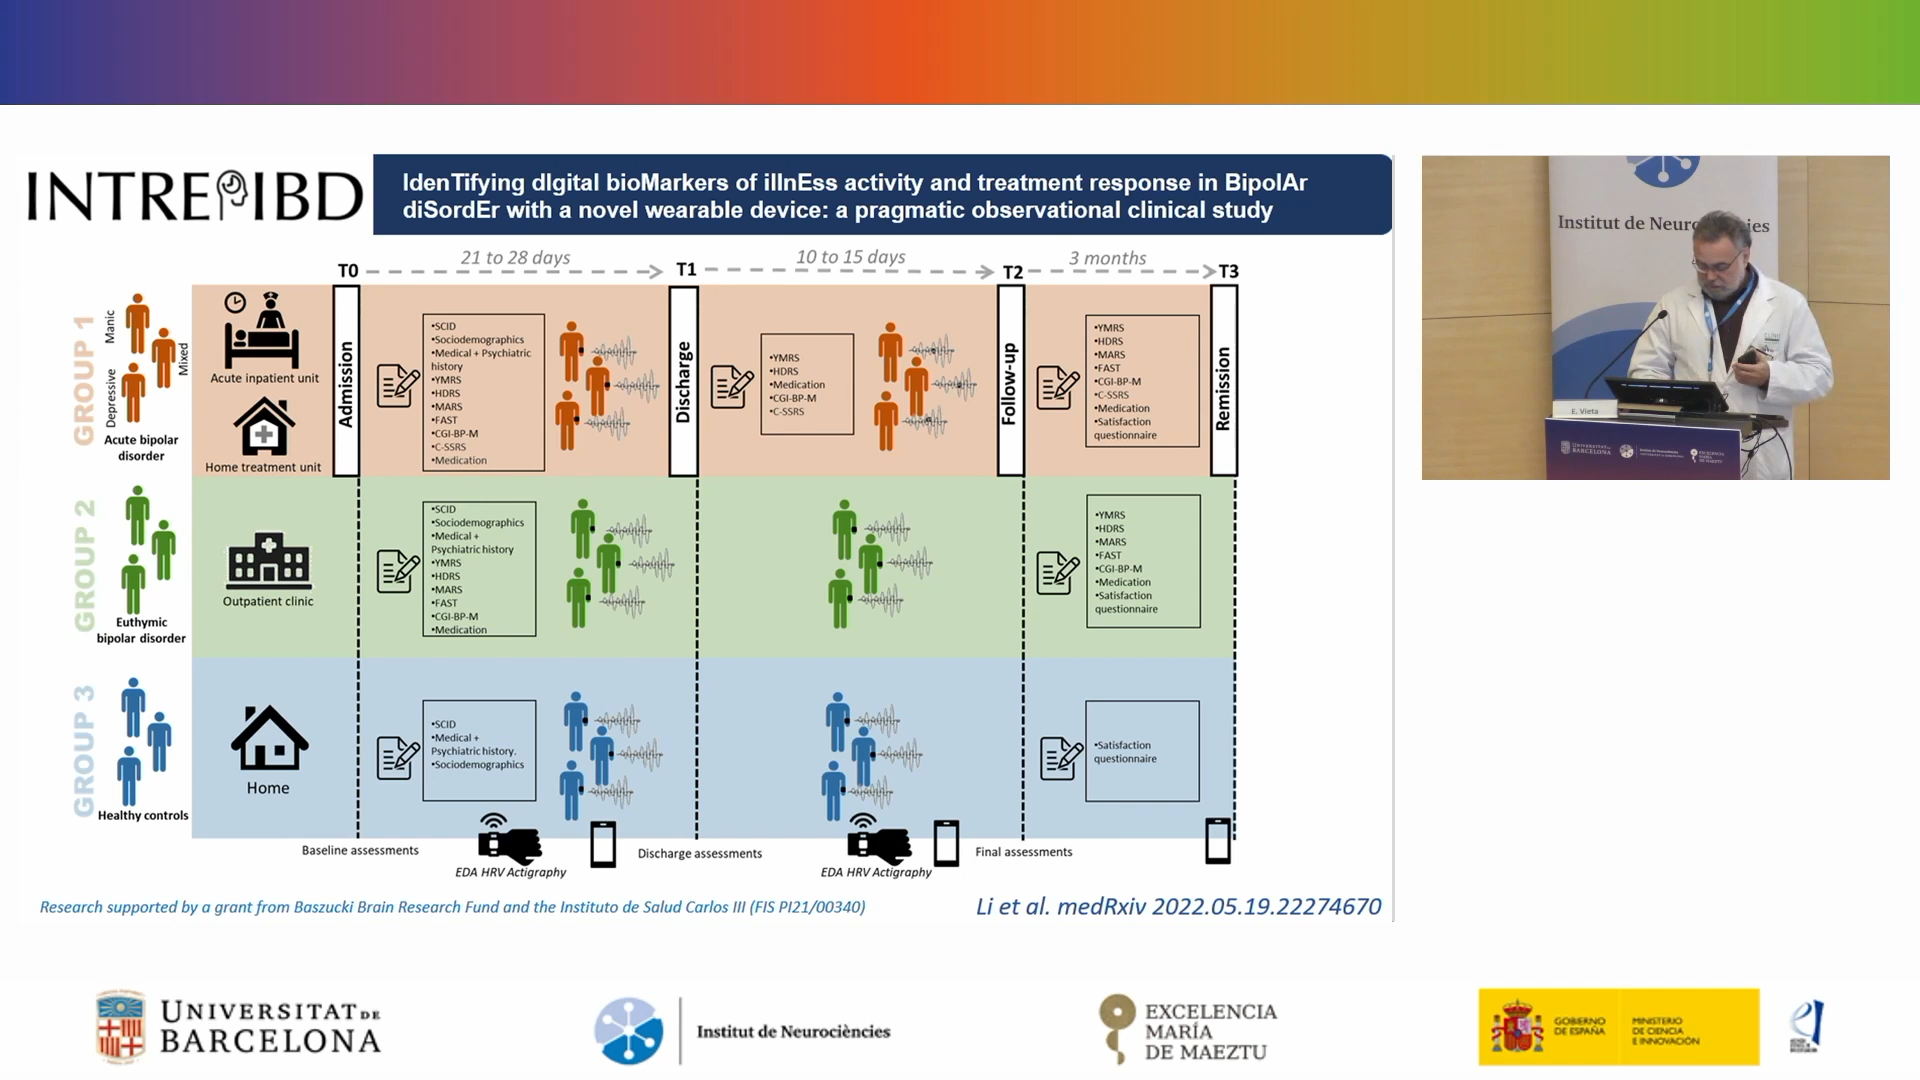 INTREPIBD
IdenTifying dIgital bioMarkers of illnEss activity and treatment response in BipolAr
diSordEr with a novel wearable device: a pragmatic observational clinical study
T0
21 to 28 days
T1
10 to 15 days
T2
3 months
T3
GROUP 1
Manic
Mixed
Depressive
Acute bipolar
disorder
Acute inpatient unit
Home treatment unit
Admission
•SCID
•Sociodemographics
•Medical + Psychiatric
history
•YMRS
•HDRS
•MARS
•FAST
•CGI-BP-M
•C-SSRS
•Medication
Discharge
•YMRS
•HDRS
•Medication
•CGI-BP-M
•C-SSRS
Follow-up
•YMRS
•HDRS
•MARS
•FAST
•CGI-BP-M
•C-SSRS
•Medication
•Satisfaction
questionnaire
Remission
GROUP 2
Euthymic
bipolar disorder
Outpatient clinic
•SCID
•Sociodemographics
•Medical +
Psychiatric history
•YMRS
•HDRS
•MARS
•FAST
•CGI-BP-M
•Medication
•YMRS
•HDRS
•MARS
•FAST
•CGI-BP-M
•Medication
•Satisfaction
questionnaire
GROUP 3
Healthy controls
Home
•SCID
•Medical +
Psychiatric history.
•Sociodemographics
•Satisfaction
questionnaire
Baseline assessments
EDA HRV Actigraphy
Discharge assessments
EDA HRV Actigraphy
Final assessments
Research supported by a grant from Baszucki Brain Research Fund and the Instituto de Salud Carlos III (FIS PI21/00340)
Li et al. medRxiv 2022.05.19.22274670
Institut de Neuro ies
E. Vieta
UNIVERSITAT DE
BARCELONA
EXCELENCIA
MARÍA
DE MAEZTU
UNIVERSITAT DE
BARCELONA
Institut de Neurociències
EXCELENCIA
MARÍA
DE MAEZTU
GOBIERNO
DE ESPAÑA
MINISTERIO
DE CIENCIA
E INNOVACIÓN